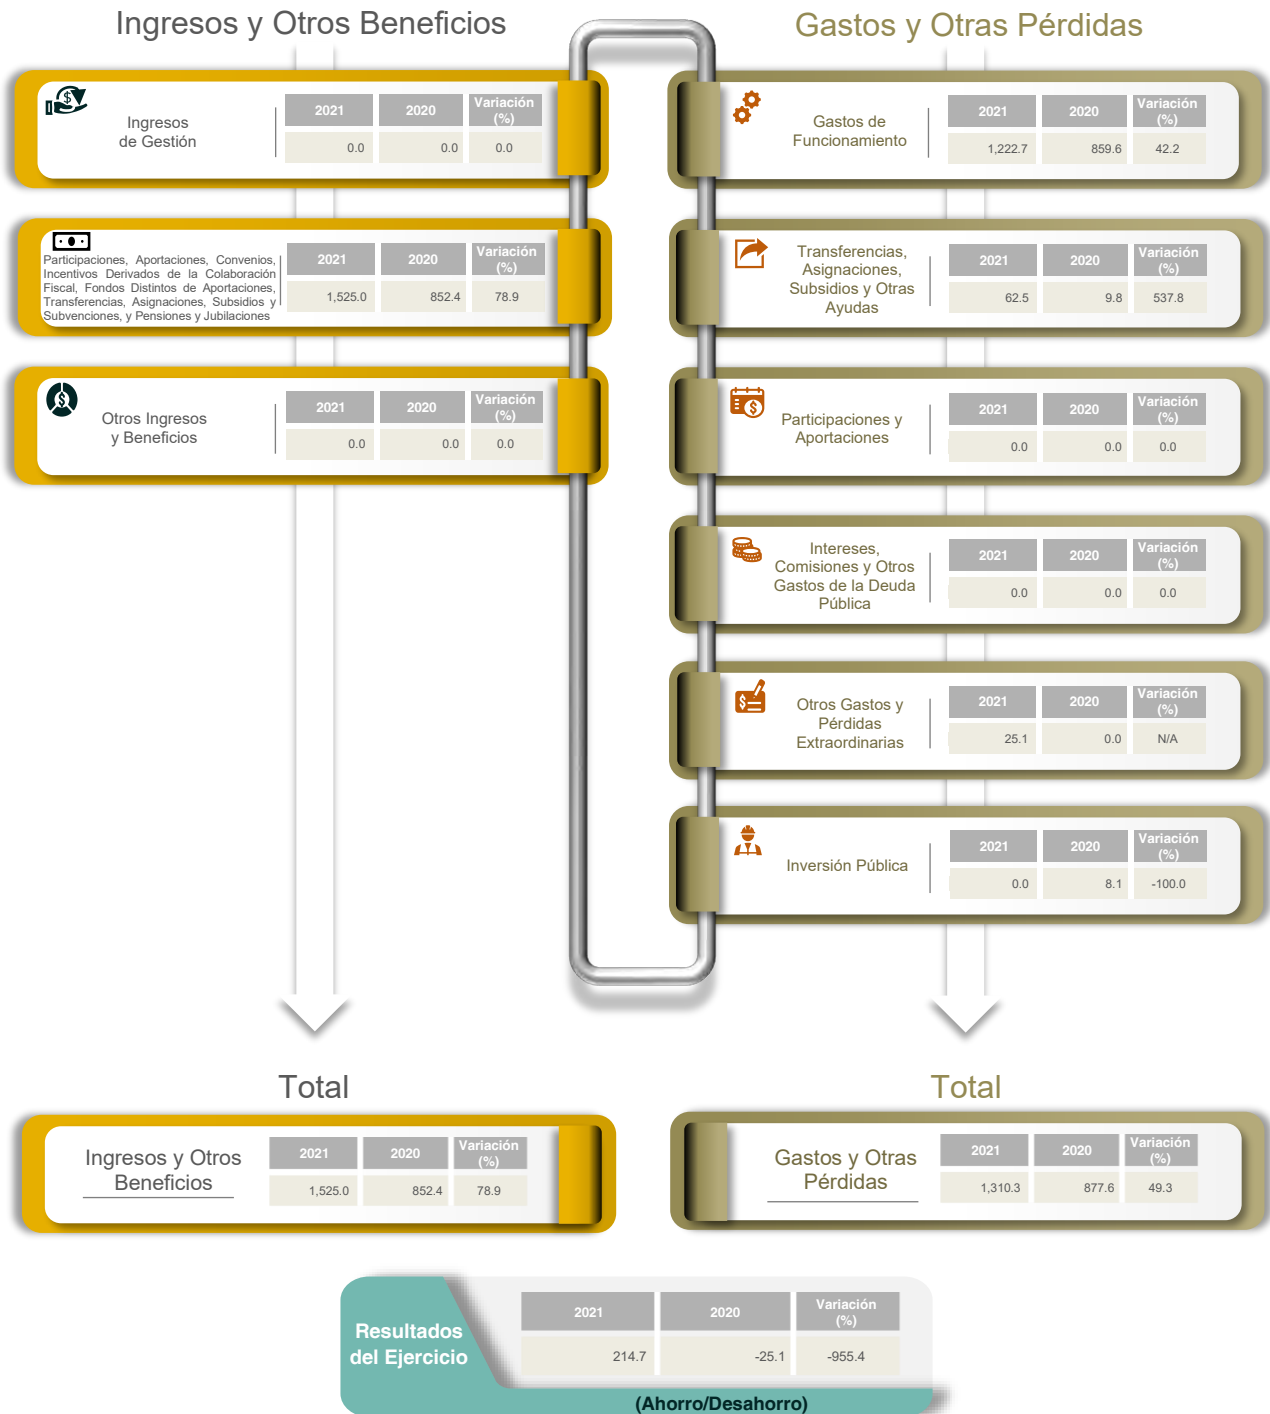 Ingresos y Otros Beneficios
Ingresos
de Gestión
2021 2020 Variación
(%)
0.0 0.0 0.0
Participaciones, Aportaciones, Convenios,
Incentivos Derivados de la Colaboración
Fiscal, Fondos Distintos de Aportaciones,
Transferencias, Asignaciones, Subsidios y
Subvenciones, y Pensiones y Jubilaciones
2021 2020 Variación
(%)
1,525.0 852.4 78.9
Otros Ingresos
y Beneficios
2021 2020 Variación
(%)
0.0 0.0 0.0
Gastos y Otras Pérdidas
Gastos de
Funcionamiento
2021 2020 Variación
(%)
1,222.7 859.6 42.2
Transferencias,
Asignaciones,
Subsidios y Otras
Ayudas
2021 2020 Variación
(%)
62.5 9.8 537.8
Participaciones y
Aportaciones
2021 2020 Variación
(%)
0.0 0.0 0.0
Intereses,
Comisiones y Otros
Gastos de la Deuda
Pública
2021 2020 Variación
(%)
0.0 0.0 0.0
Otros Gastos y
Pérdidas
Extraordinarias
2021 2020 Variación
(%)
25.1 0.0 N/A
Inversión Pública
2021 2020 Variación
(%)
0.0 8.1 -100.0
Total
Ingresos y Otros
Beneficios
2021 2020 Variación
(%)
1,525.0 852.4 78.9
Total
Gastos y Otras
Pérdidas
2021 2020 Variación
(%)
1,310.3 877.6 49.3
Resultados
del Ejercicio
2021 2020 Variación
(%)
214.7 -25.1 -955.4
(Ahorro/Desahorro)